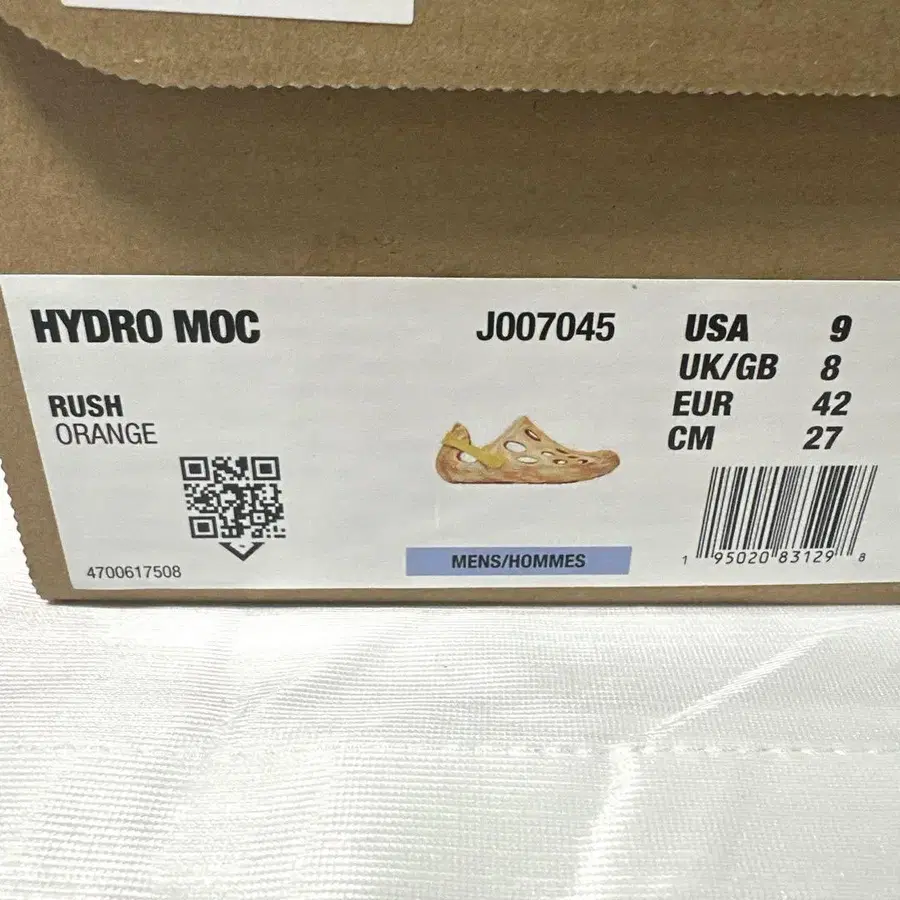 HYDRO MOC
J007045
USA 9
UK/GB 8
EUR 42
CM 27
RUSH
ORANGE
4700617508
MENS/HOMMES
1 95020 83129 8